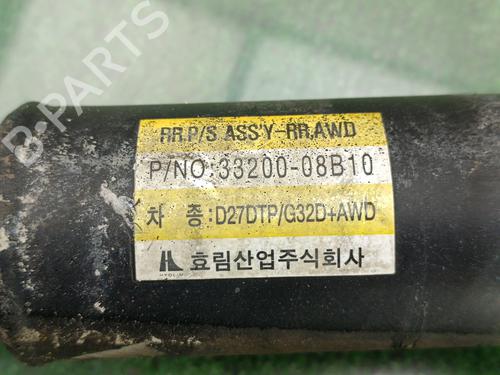 RR.P/S ASS'Y-RR,AWD
P/NO:33200-08B10
차 종:D27DTP/G32D+AWD
효림산업주식회사